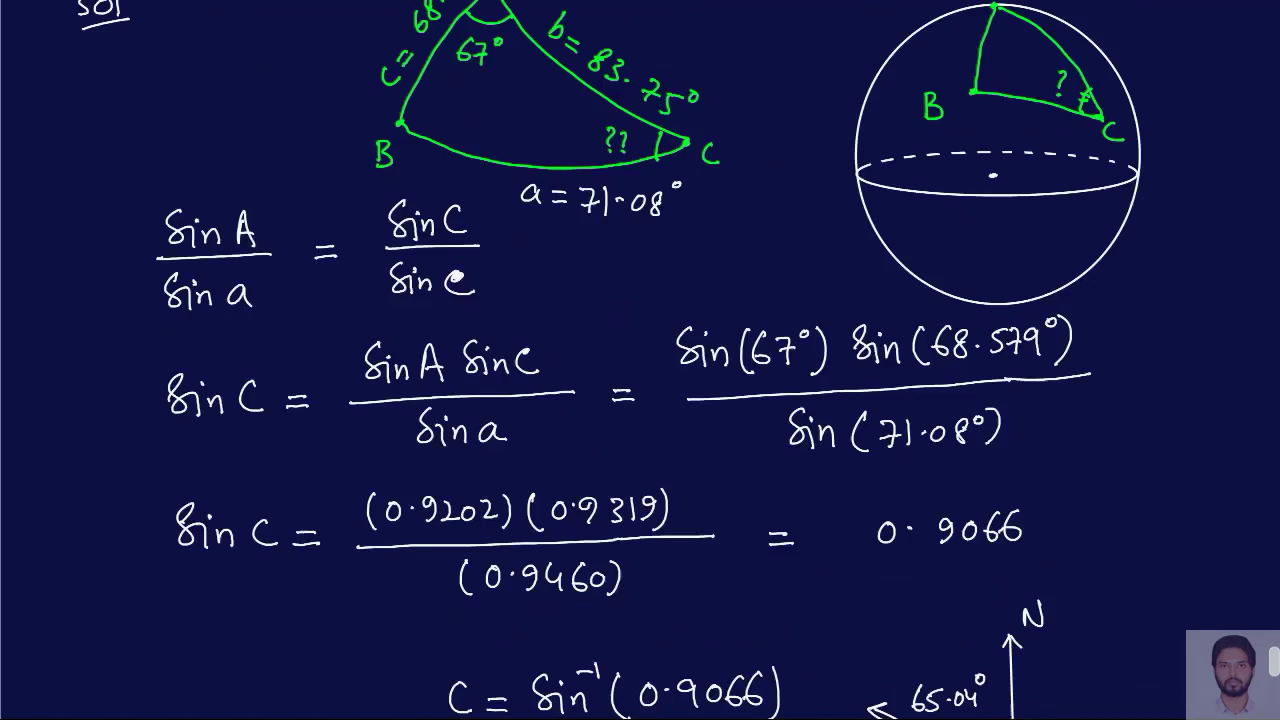 Sol
c = 68°
67°
b = 83.75°
??
B
C
a = 71.08°
?
B
C
Sin A / Sin a = Sin C / Sin c
Sin C = Sin A Sin c / Sin a = Sin(67°) Sin(68.579°) / Sin(71.08°)
Sin C = (0.9202)(0.9319) / (0.9460) = 0.9066
N
C = Sin⁻¹(0.9066)
65.04°